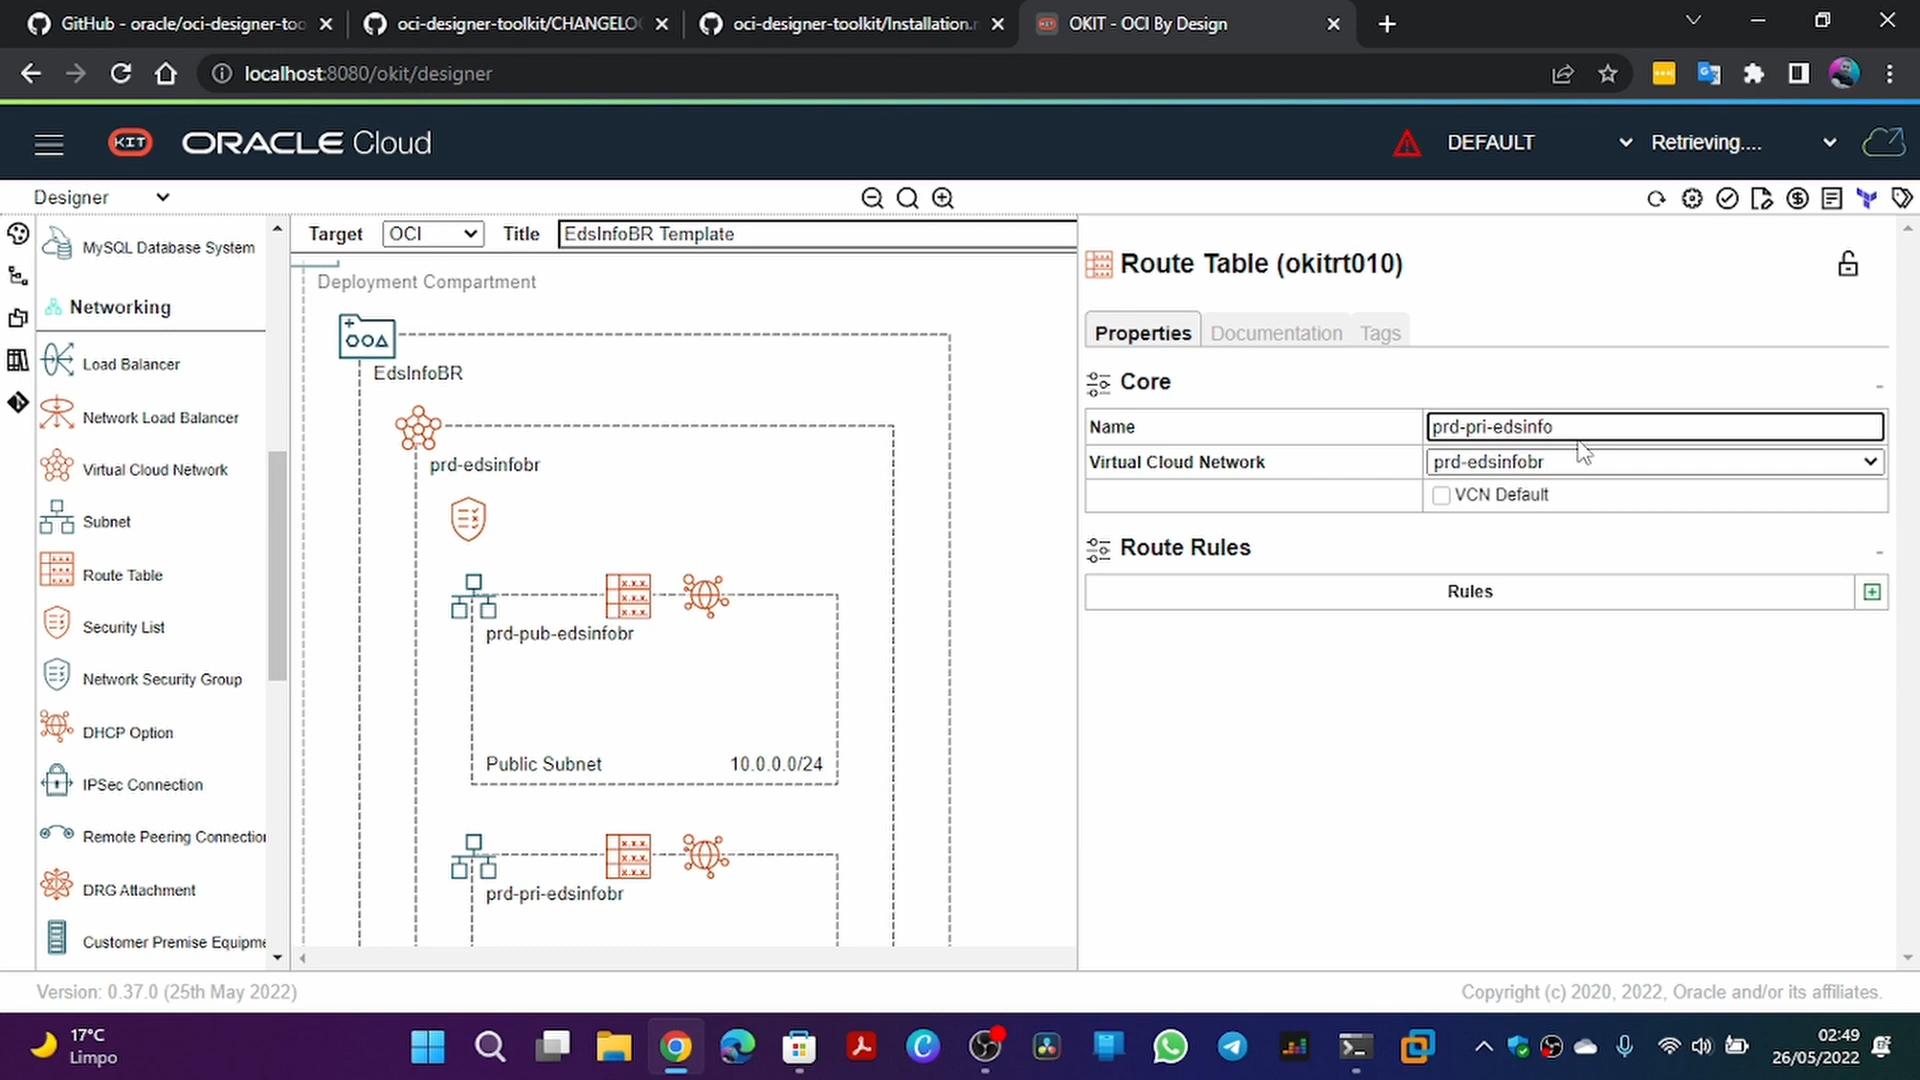 GitHub - oracle/oci-designer-too
oci-designer-toolkit/CHANGELO
oci-designer-toolkit/Installation.r
OKIT - OCI By Design
localhost:8080/okit/designer
KIT ORACLE Cloud
DEFAULT
Retrieving....
Designer
Target OCI Title EdsInfoBR Template
MySQL Database System
Networking
Load Balancer
Network Load Balancer
Virtual Cloud Network
Subnet
Route Table
Security List
Network Security Group
DHCP Option
IPSec Connection
Remote Peering Connection
DRG Attachment
Customer Premise Equipme
Deployment Compartment
EdsInfoBR
prd-edsinfobr
prd-pub-edsinfobr
Public Subnet 10.0.0.0/24
prd-pri-edsinfobr
Route Table (okitrt010)
Properties Documentation Tags
Core
Name prd-pri-edsinfo
Virtual Cloud Network prd-edsinfobr
VCN Default
Route Rules
Rules
Version: 0.37.0 (25th May 2022)
Copyright (c) 2020, 2022, Oracle and/or its affiliates.
17°C
Limpo
02:49
26/05/2022